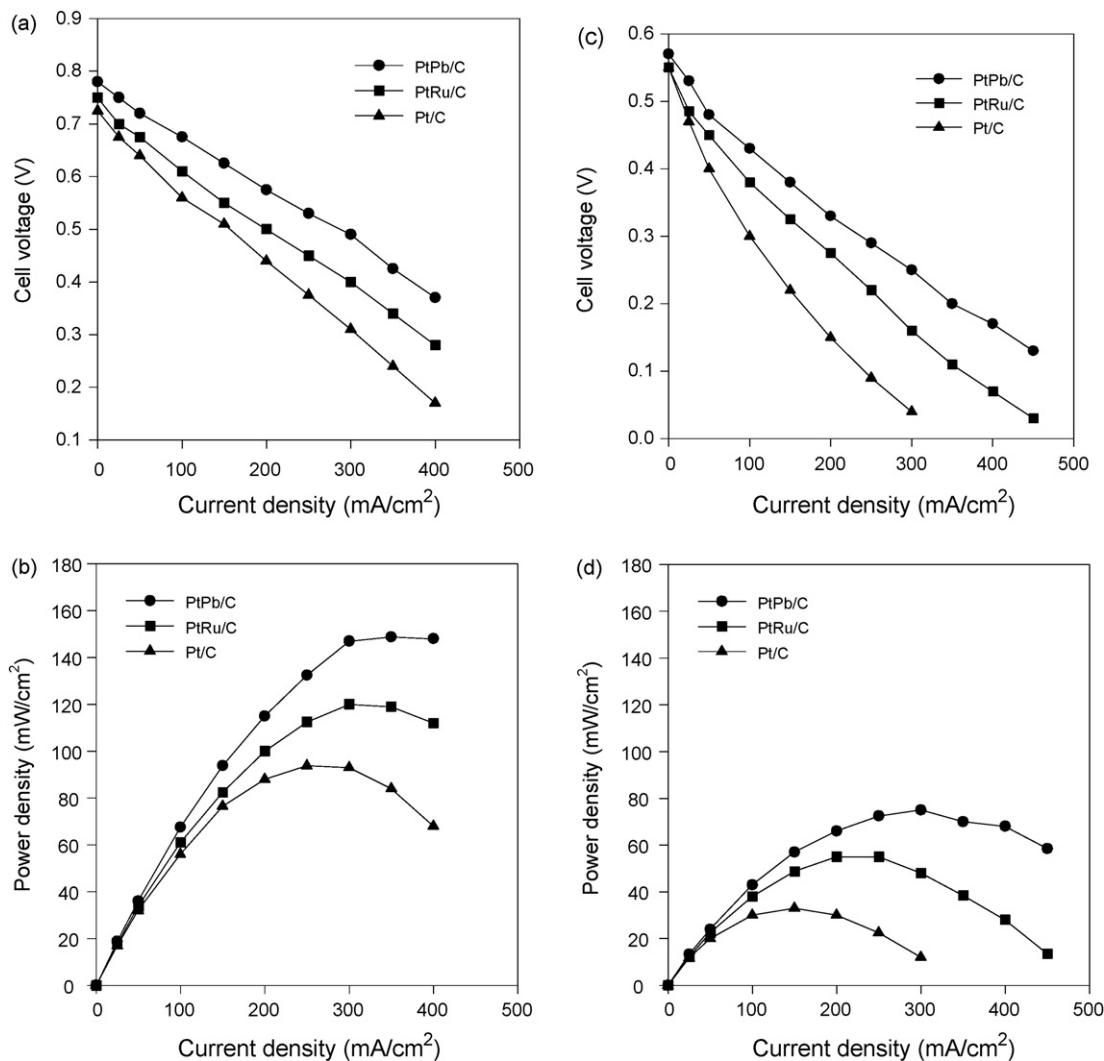 (a)
0.9
0.8
0.7
0.6
0.5
0.4
0.3
0.2
0.1
Cell voltage (V)
PtPb/C
PtRu/C
Pt/C
0 100 200 300 400 500
Current density (mA/cm²)
(c)
0.6
0.5
0.4
0.3
0.2
0.1
0.0
Cell voltage (V)
PtPb/C
PtRu/C
Pt/C
0 100 200 300 400 500
Current density (mA/cm²)
(b)
180
160
140
120
100
80
60
40
20
0
Power density (mW/cm²)
PtPb/C
PtRu/C
Pt/C
0 100 200 300 400 500
Current density (mA/cm²)
(d)
180
160
140
120
100
80
60
40
20
0
Power density (mW/cm²)
PtPb/C
PtRu/C
Pt/C
0 100 200 300 400 500
Current density (mA/cm²)